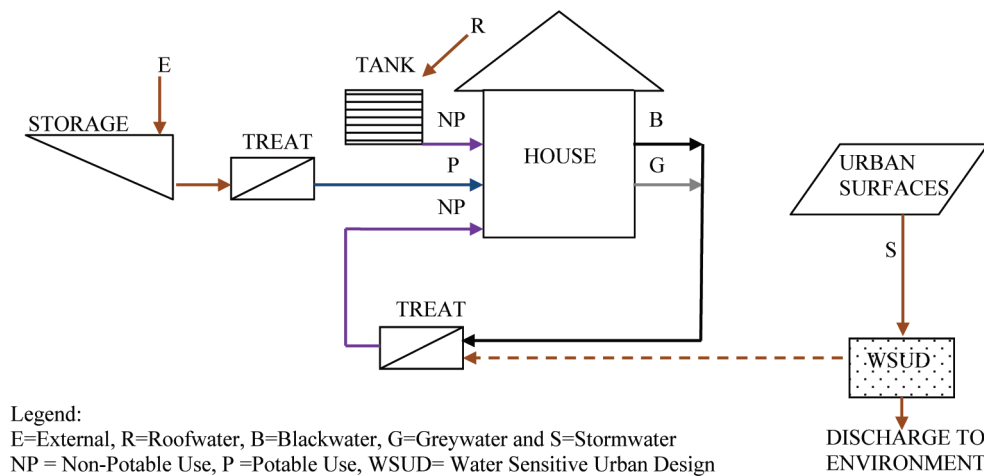 R
E
TANK
STORAGE
NP
B
TREAT
HOUSE
P
G
URBAN
SURFACES
NP
S
TREAT
WSUD
Legend:
E=External, R=Roofwater, B=Blackwater, G=Greywater and S=Stormwater
NP = Non-Potable Use, P =Potable Use, WSUD= Water Sensitive Urban Design
DISCHARGE TO
ENVIRONMENT